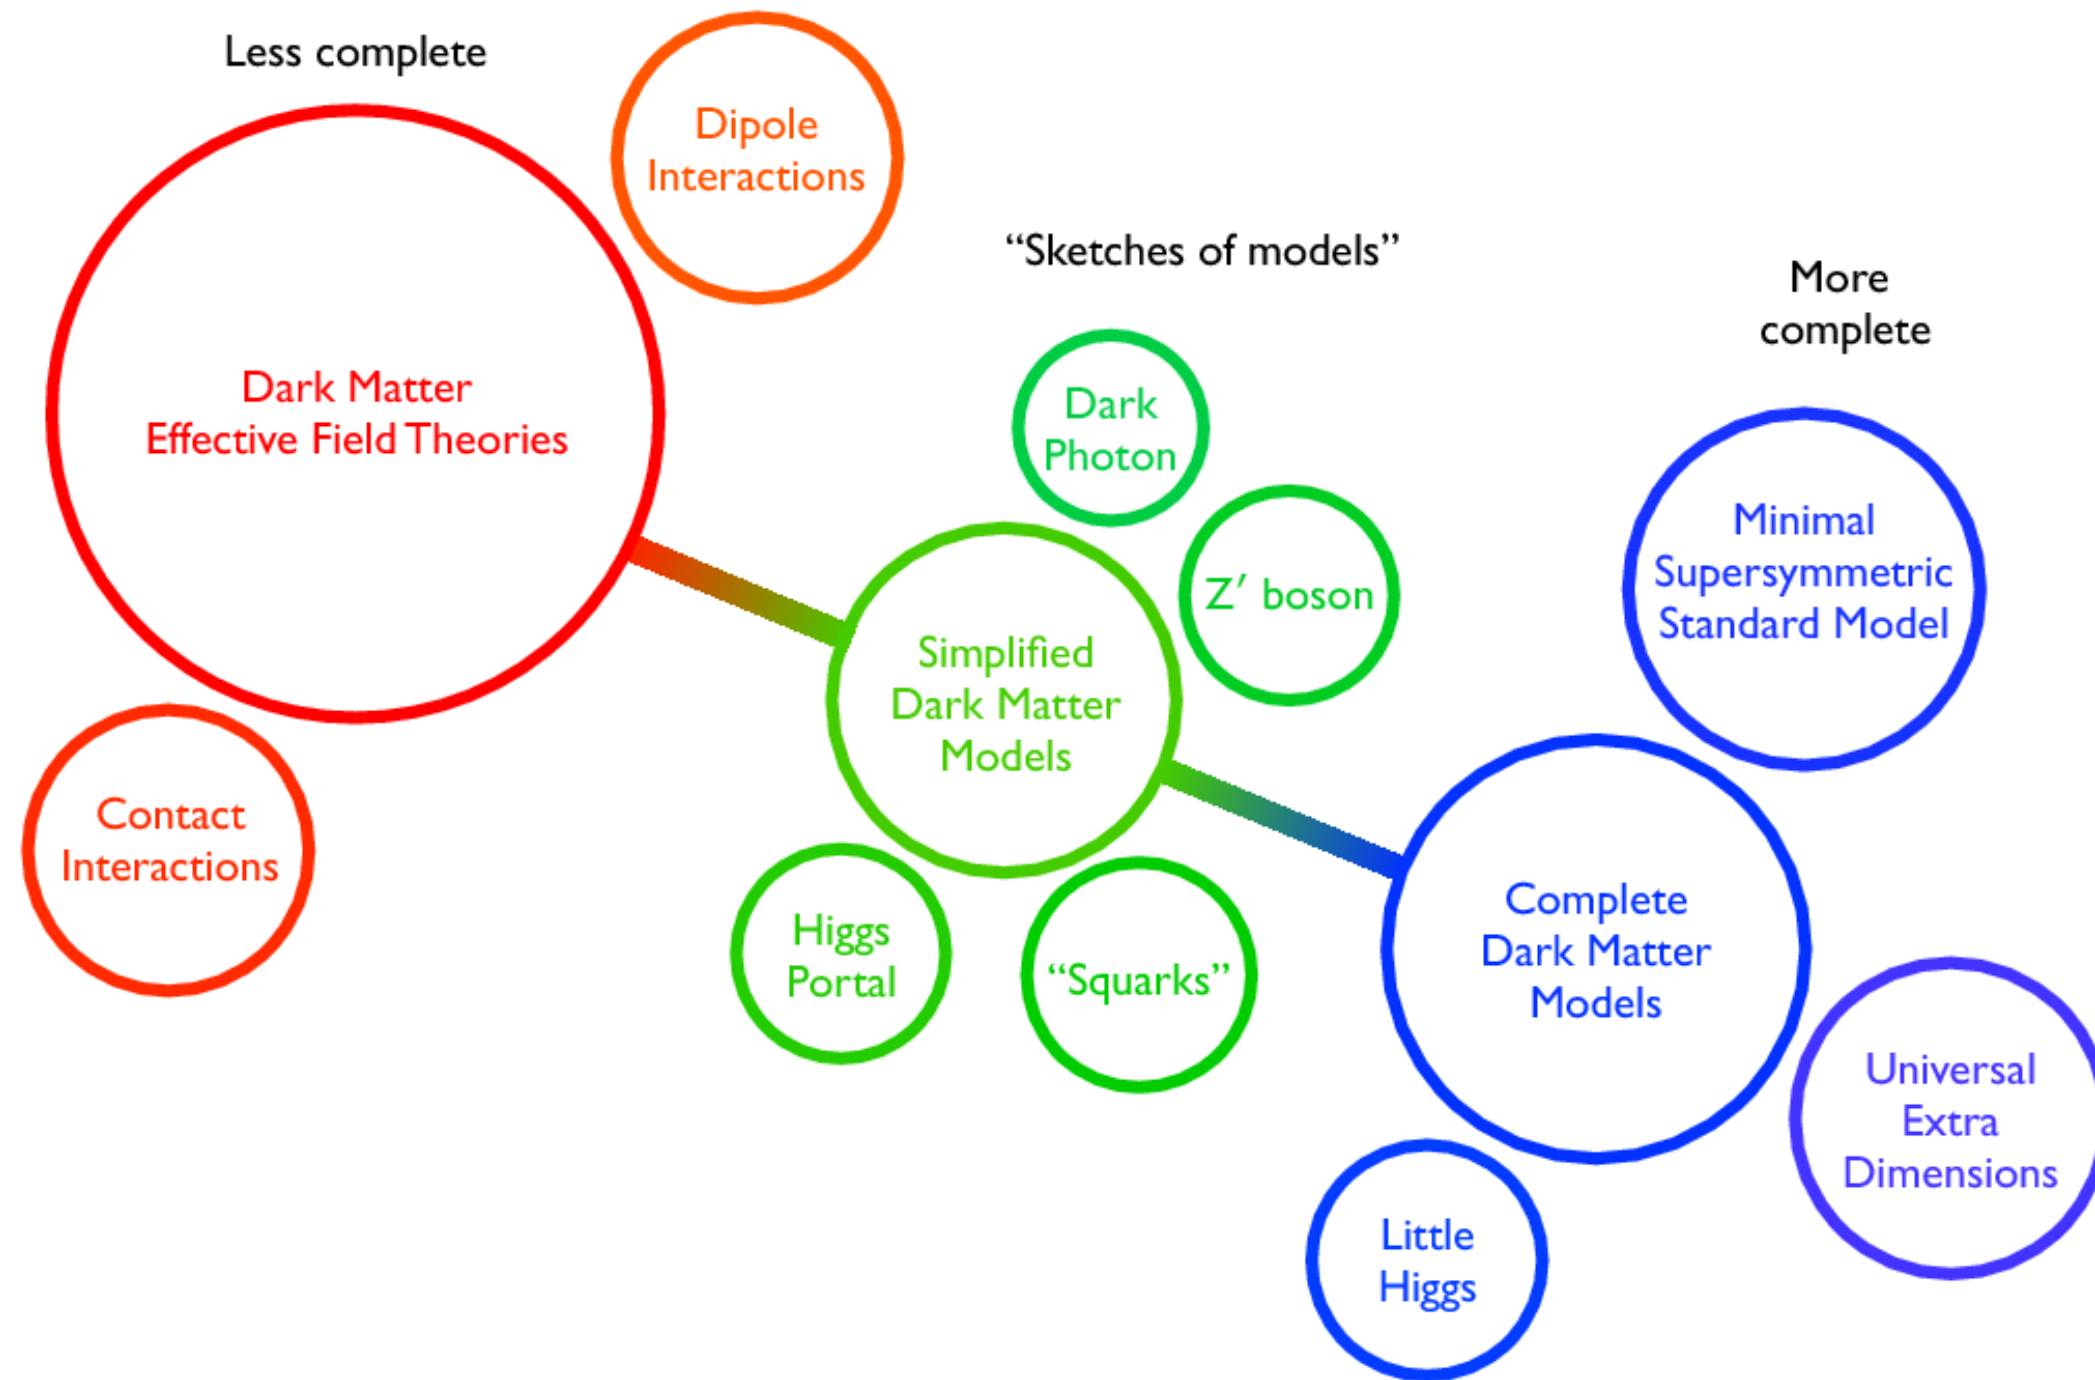 Less complete
Dipole
Interactions
“Sketches of models”
More
complete
Dark Matter
Effective Field Theories
Dark
Photon
Z′ boson
Minimal
Supersymmetric
Standard Model
Simplified
Dark Matter
Models
Contact
Interactions
Higgs
Portal
“Squarks”
Complete
Dark Matter
Models
Universal
Extra
Dimensions
Little
Higgs